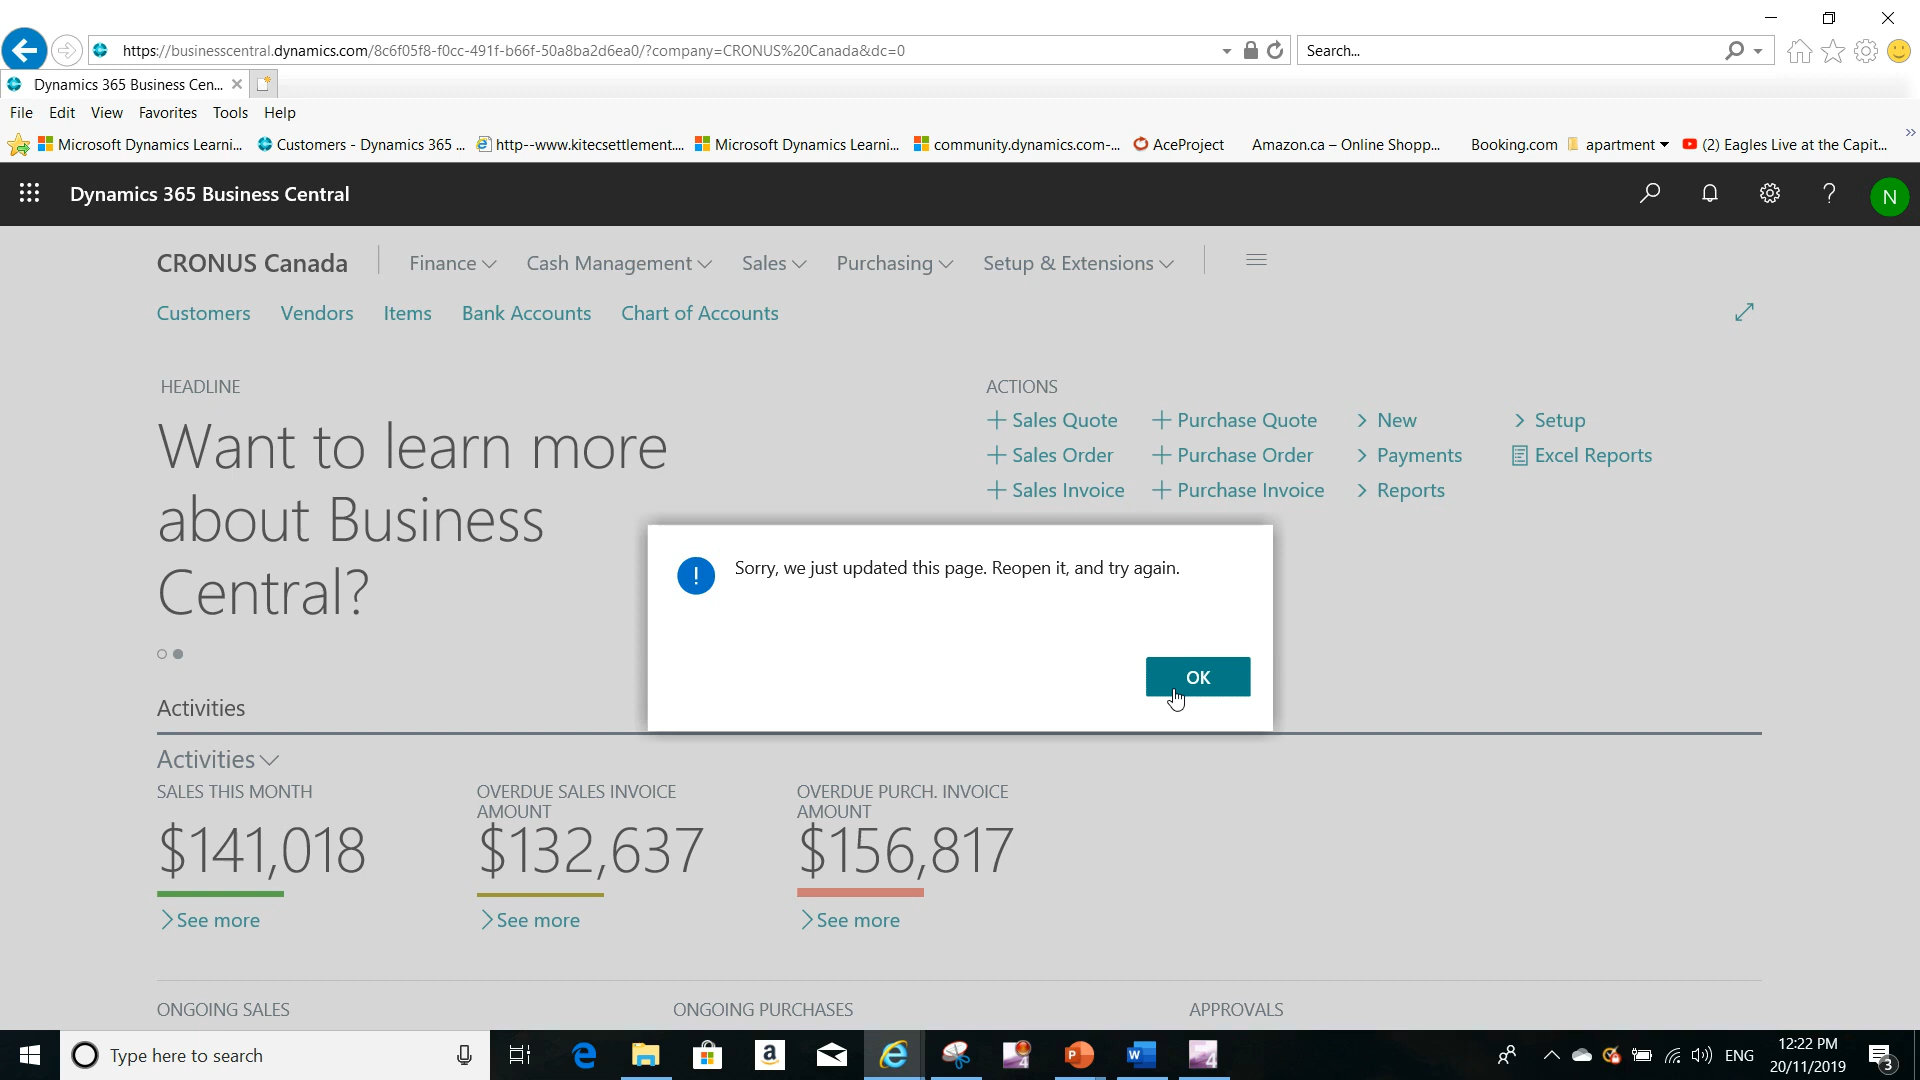 https://businesscentral.dynamics.com/8c6f05f8-f0cc-491f-b66f-50a8ba2d6ea0/?company=CRONUS%20Canada&dc=0
Search...
Dynamics 365 Business Cen...
File Edit View Favorites Tools Help
Microsoft Dynamics Learni... Customers - Dynamics 365 ... http--www.kitecsettlement.... Microsoft Dynamics Learni... community.dynamics.com-... AceProject Amazon.ca – Online Shopp... Booking.com apartment (2) Eagles Live at the Capit...
Dynamics 365 Business Central
N
CRONUS Canada Finance Cash Management Sales Purchasing Setup & Extensions
Customers Vendors Items Bank Accounts Chart of Accounts
HEADLINE
Want to learn more
about Business
Central?
ACTIONS
Sales Quote Purchase Quote New Setup
Sales Order Purchase Order Payments Excel Reports
Sales Invoice Purchase Invoice Reports
Sorry, we just updated this page. Reopen it, and try again.
OK
Activities
Activities
SALES THIS MONTH
$141,018
See more
OVERDUE SALES INVOICE
AMOUNT
$132,637
See more
OVERDUE PURCH. INVOICE
AMOUNT
$156,817
See more
ONGOING SALES ONGOING PURCHASES APPROVALS
Type here to search
ENG
12:22 PM
20/11/2019
3